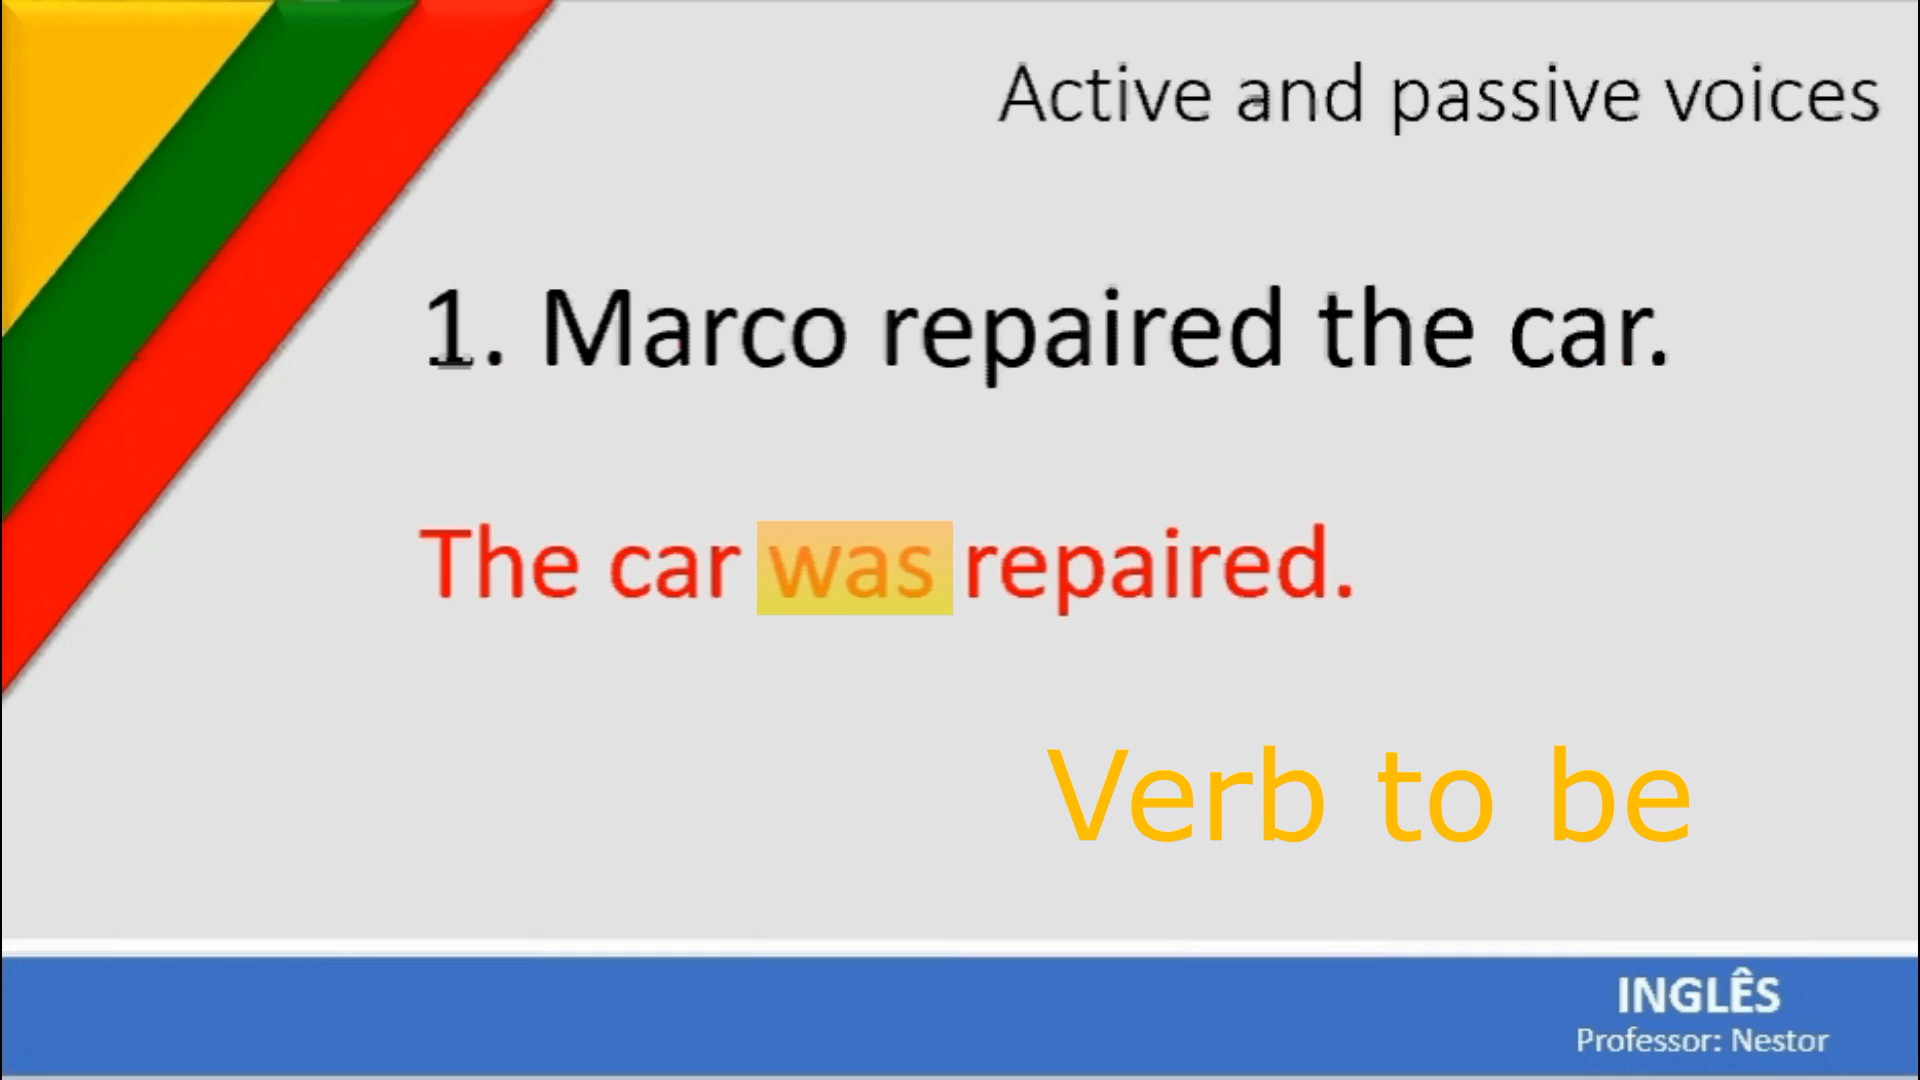 Active and passive voices
1. Marco repaired the car.
The car was repaired.
Verb to be
INGLÊS
Professor: Nestor